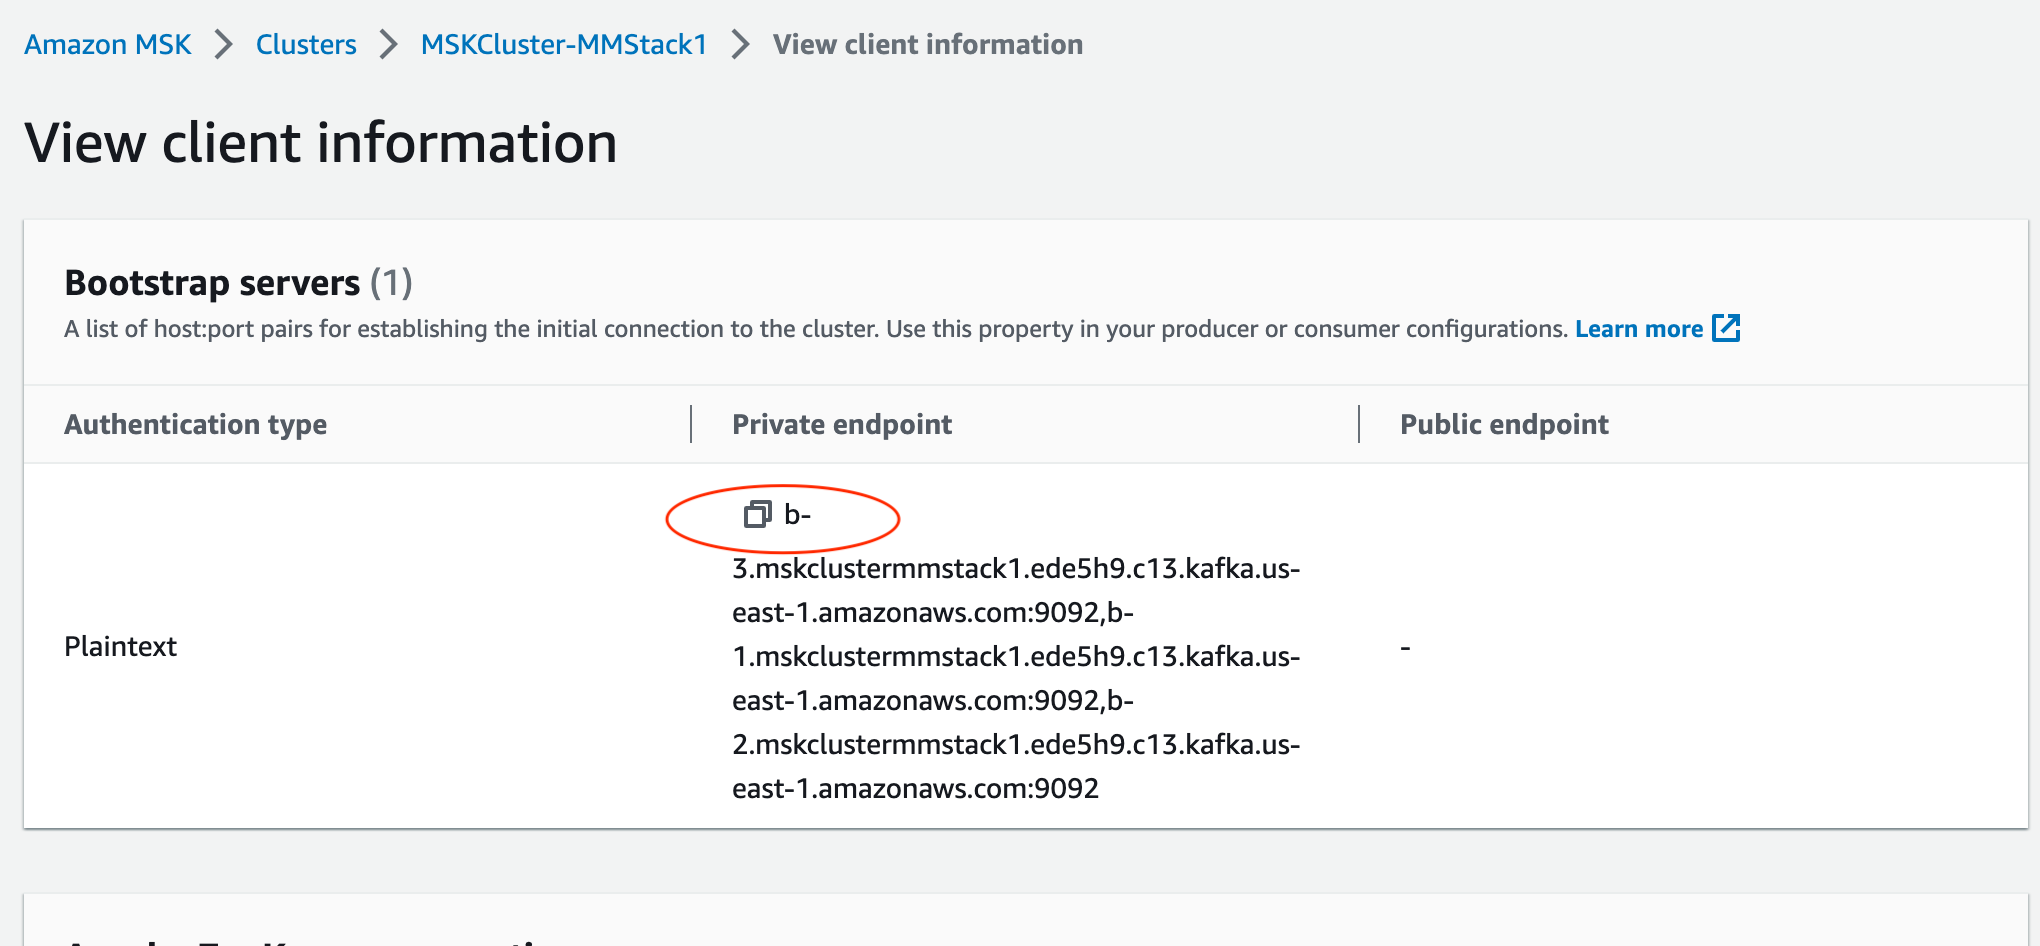 Amazon MSK > Clusters > MSKCluster-MMStack1 > View client information
View client information
Bootstrap servers (1)
A list of host:port pairs for establishing the initial connection to the cluster. Use this property in your producer or consumer configurations. Learn more
Authentication type Private endpoint Public endpoint
b-
3.mskclustermmstack1.ede5h9.c13.kafka.us-
east-1.amazonaws.com:9092,b-
1.mskclustermmstack1.ede5h9.c13.kafka.us-
Plaintext -
east-1.amazonaws.com:9092,b-
2.mskclustermmstack1.ede5h9.c13.kafka.us-
east-1.amazonaws.com:9092